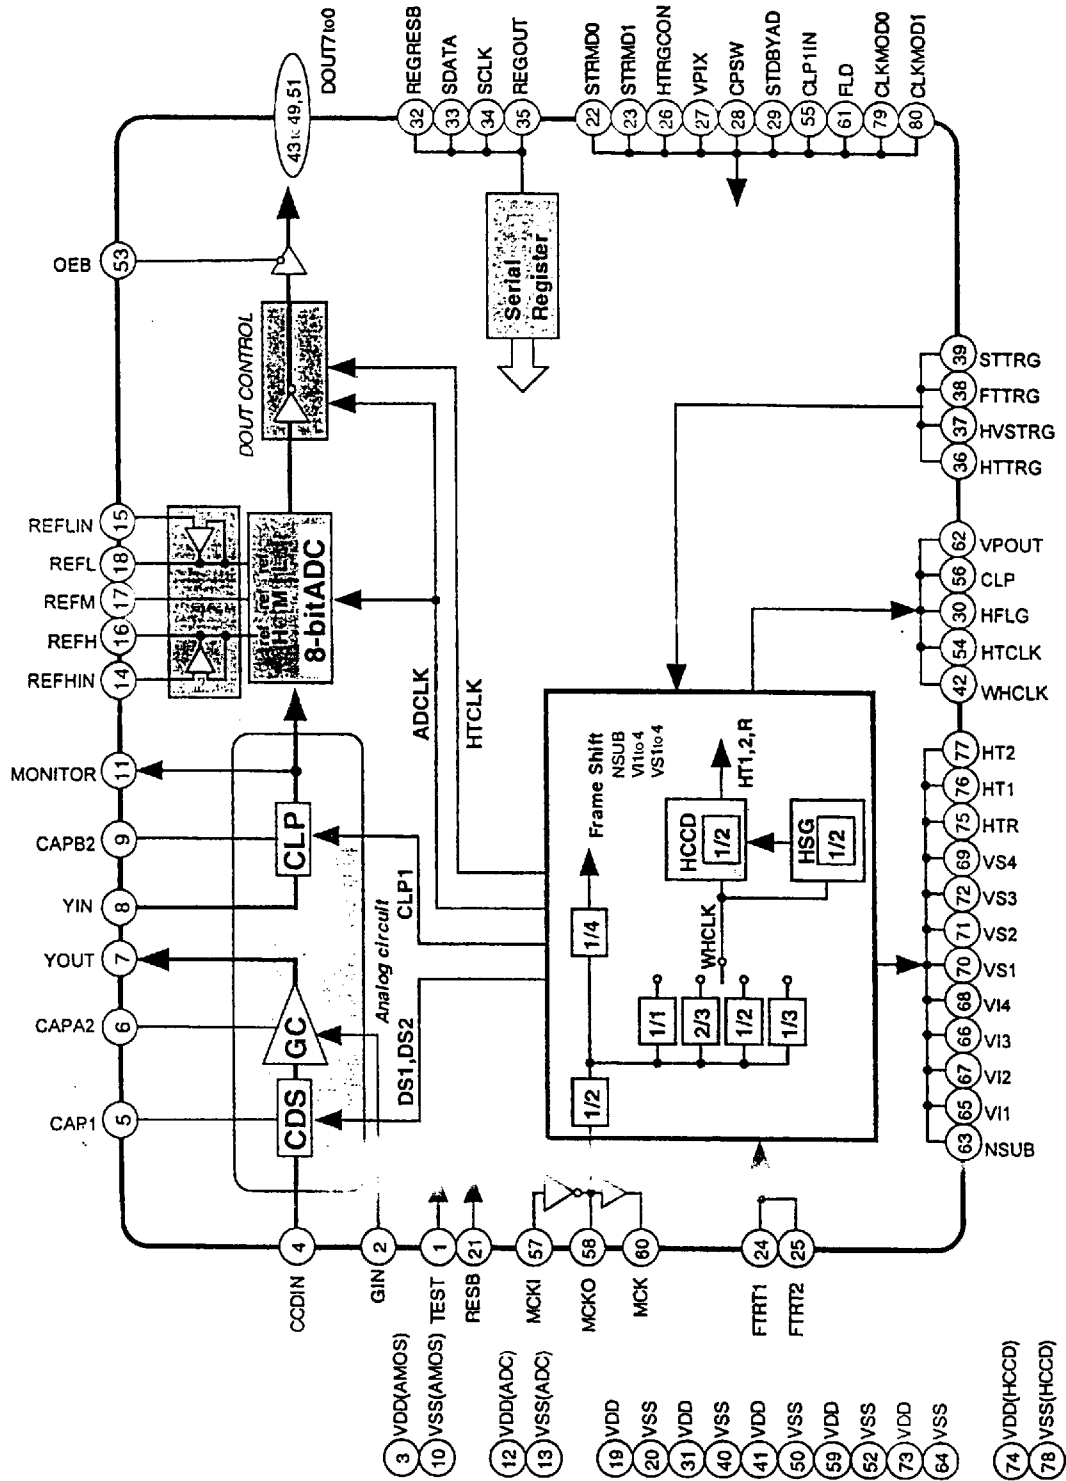 43 to 49,51 DOUT7to0
32 REGRESB
33 SDATA
34 SCLK
35 REGOUT
22 STRMD0
23 STRMD1
26 HTRGCON
27 VPIX
28 CPSW
29 STDBYAD
55 CLP1IN
61 FLD
79 CLKMOD0
80 CLKMOD1
OEB 53
DOUT CONTROL
Serial
Register
REFLIN 15
REFL 18
REFM 17
REFH 16
REFHIN 14
ref H ref M ref L
8-bitADC
MONITOR 11
CAPB2 9
YIN 8
YOUT 7
CAPA2 6
CAP1 5
CLP
GC
CDS
Analog circuit
ADCLK
HTCLK
CLP1
DS1,DS2
39 STTRG
38 FTTRG
37 HVSTRG
36 HTTRG
62 VPOUT
56 CLP
30 HFLG
54 HTCLK
42 WHCLK
Frame Shift
NSUB
VI1to4
VS1to4
HT1,2,R
HCCD
1/2
HSG
1/2
WHCLK
1/4
1/1
2/3
1/2
1/3
1/2
77 HT2
76 HT1
75 HTR
69 VS4
72 VS3
71 VS2
70 VS1
68 VI4
66 VI3
67 VI2
65 VI1
63 NSUB
4 CCDIN
2 GIN
1 TEST
21 RESB
57 MCKI
58 MCKO
60 MCK
24 FTRT1
25 FTRT2
3 VDD(AMOS)
10 VSS(AMOS)
12 VDD(ADC)
13 VSS(ADC)
19 VDD
20 VSS
31 VDD
40 VSS
41 VDD
50 VSS
59 VDD
52 VSS
73 VDD
64 VSS
74 VDD(HCCD)
78 VSS(HCCD)